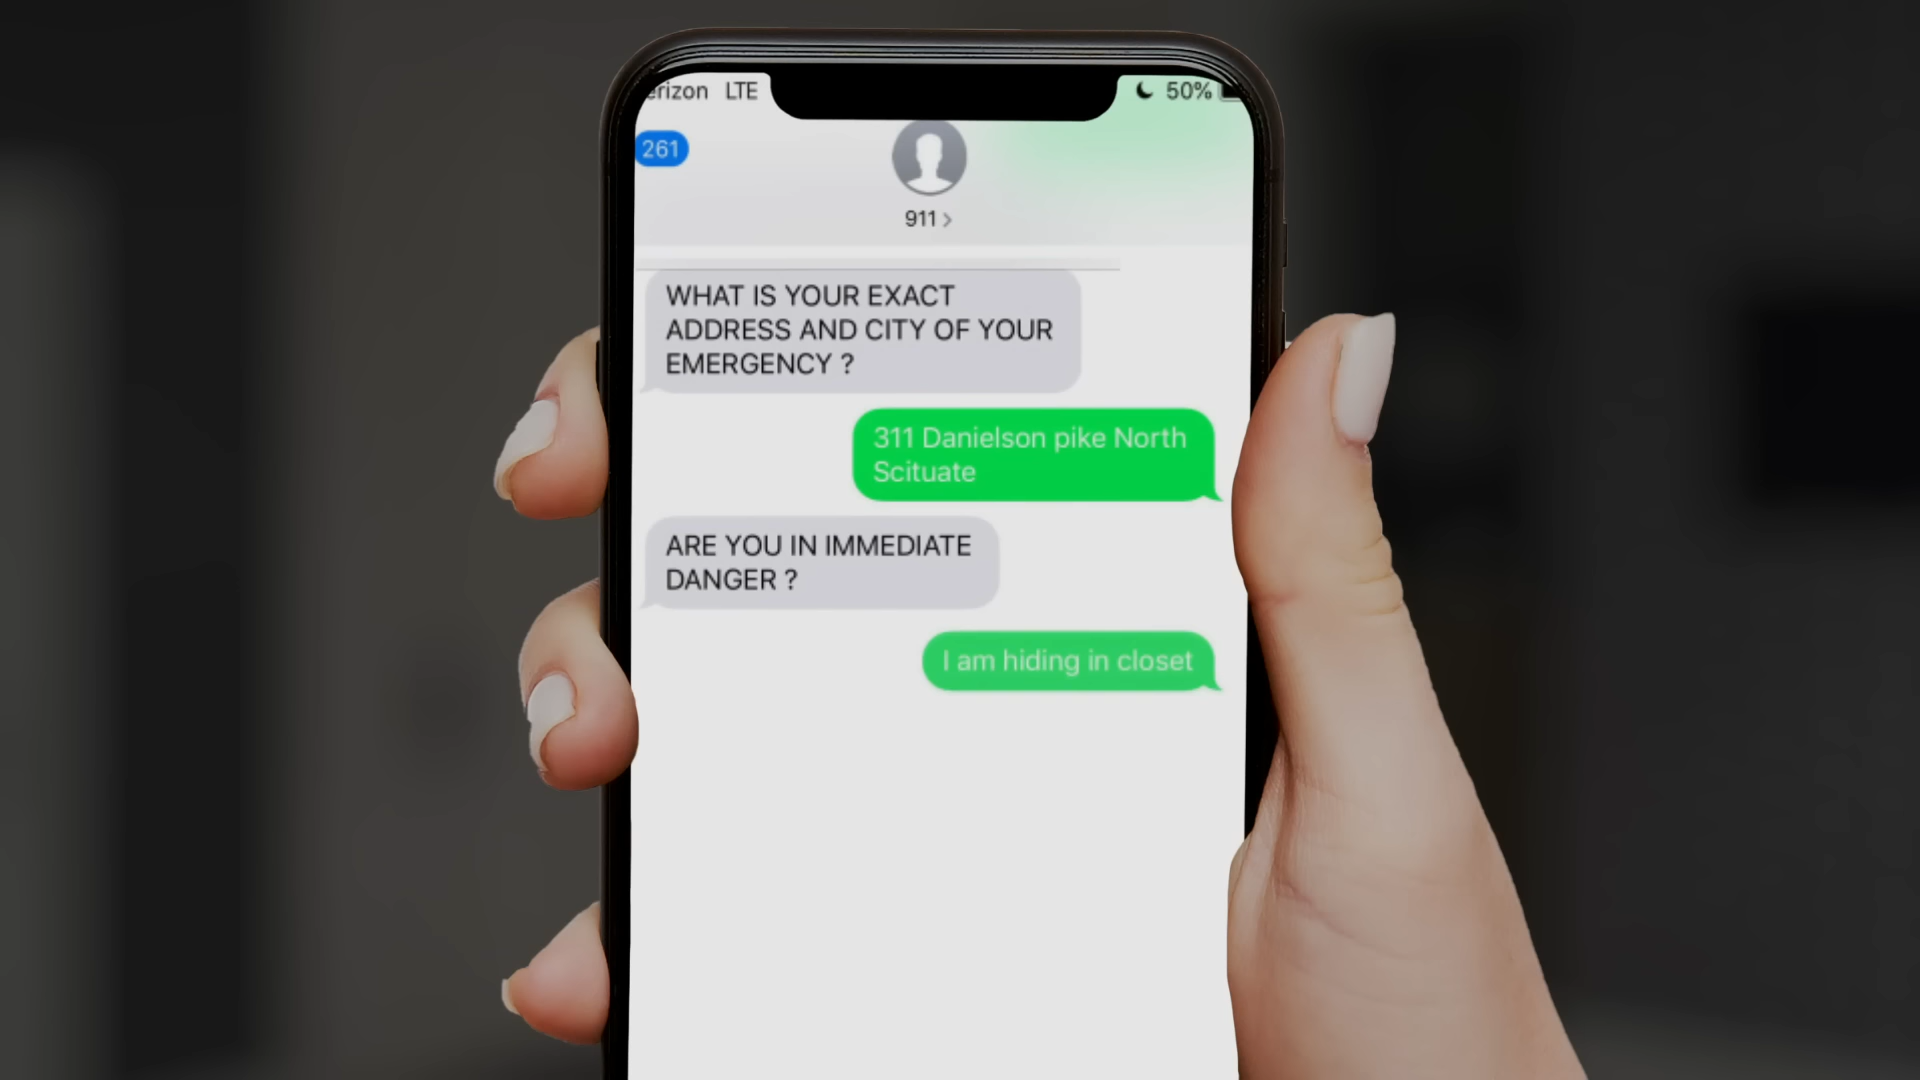 erizon LTE 50%
261
911 >
WHAT IS YOUR EXACT
ADDRESS AND CITY OF YOUR
EMERGENCY ?
311 Danielson pike North
Scituate
ARE YOU IN IMMEDIATE
DANGER ?
I am hiding in closet